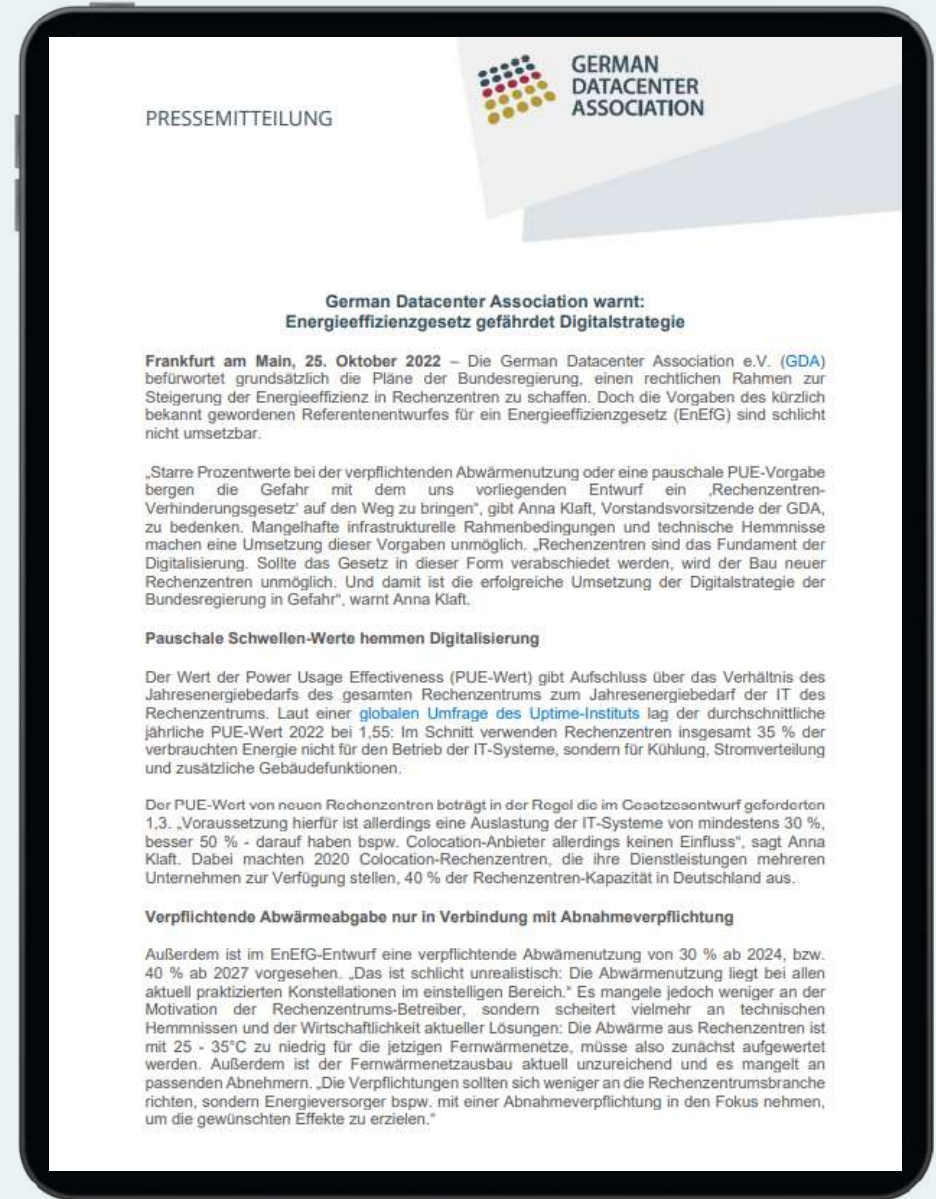 PRESSEMITTEILUNG
GERMAN
DATACENTER
ASSOCIATION
German Datacenter Association warnt:
Energieeffizienzgesetz gefährdet Digitalstrategie
Frankfurt am Main, 25. Oktober 2022 – Die German Datacenter Association e.V. (GDA)
befürwortet grundsätzlich die Pläne der Bundesregierung, einen rechtlichen Rahmen zur
Steigerung der Energieeffizienz in Rechenzentren zu schaffen. Doch die Vorgaben des kürzlich
bekannt gewordenen Referentenentwurfes für ein Energieeffizienzgesetz (EnEfG) sind schlicht
nicht umsetzbar.
„Starre Prozentwerte bei der verpflichtenden Abwärmenutzung oder eine pauschale PUE-Vorgabe
bergen die Gefahr mit dem uns vorliegenden Entwurf ein ‚Rechenzentren-
Verhinderungsgesetz‘ auf den Weg zu bringen“, gibt Anna Klaft, Vorstandsvorsitzende der GDA,
zu bedenken. Mangelhafte infrastrukturelle Rahmenbedingungen und technische Hemmnisse
machen eine Umsetzung dieser Vorgaben unmöglich. „Rechenzentren sind das Fundament der
Digitalisierung. Sollte das Gesetz in dieser Form verabschiedet werden, wird der Bau neuer
Rechenzentren unmöglich. Und damit ist die erfolgreiche Umsetzung der Digitalstrategie der
Bundesregierung in Gefahr“, warnt Anna Klaft.
Pauschale Schwellen-Werte hemmen Digitalisierung
Der Wert der Power Usage Effectiveness (PUE-Wert) gibt Aufschluss über das Verhältnis des
Jahresenergiebedarfs des gesamten Rechenzentrums zum Jahresenergiebedarf der IT des
Rechenzentrums. Laut einer globalen Umfrage des Uptime-Instituts lag der durchschnittliche
jährliche PUE-Wert 2022 bei 1,55: Im Schnitt verwenden Rechenzentren insgesamt 35 % der
verbrauchten Energie nicht für den Betrieb der IT-Systeme, sondern für Kühlung, Stromverteilung
und zusätzliche Gebäudefunktionen.
Der PUE-Wert von neuen Rechenzentren beträgt in der Regel die im Gesetzesentwurf geforderten
1,3. „Voraussetzung hierfür ist allerdings eine Auslastung der IT-Systeme von mindestens 30 %,
besser 50 % - darauf haben bspw. Colocation-Anbieter allerdings keinen Einfluss“, sagt Anna
Klaft. Dabei machten 2020 Colocation-Rechenzentren, die ihre Dienstleistungen mehreren
Unternehmen zur Verfügung stellen, 40 % der Rechenzentren-Kapazität in Deutschland aus.
Verpflichtende Abwärmeabgabe nur in Verbindung mit Abnahmeverpflichtung
Außerdem ist im EnEfG-Entwurf eine verpflichtende Abwämenutzung von 30 % ab 2024, bzw.
40 % ab 2027 vorgesehen. „Das ist schlicht unrealistisch: Die Abwärmenutzung liegt bei allen
aktuell praktizierten Konstellationen im einstelligen Bereich.“ Es mangele jedoch weniger an der
Motivation der Rechenzentrums-Betreiber, sondern scheitert vielmehr an technischen
Hemmnissen und der Wirtschaftlichkeit aktueller Lösungen: Die Abwärme aus Rechenzentren ist
mit 25 - 35°C zu niedrig für die jetzigen Fernwärmenetze, müsse also zunächst aufgewertet
werden. Außerdem ist der Fernwärmenetzausbau aktuell unzureichend und es mangelt an
passenden Abnehmern. „Die Verpflichtungen sollten sich weniger an die Rechenzentrumsbranche
richten, sondern Energieversorger bspw. mit einer Abnahmeverpflichtung in den Fokus nehmen,
um die gewünschten Effekte zu erzielen.“